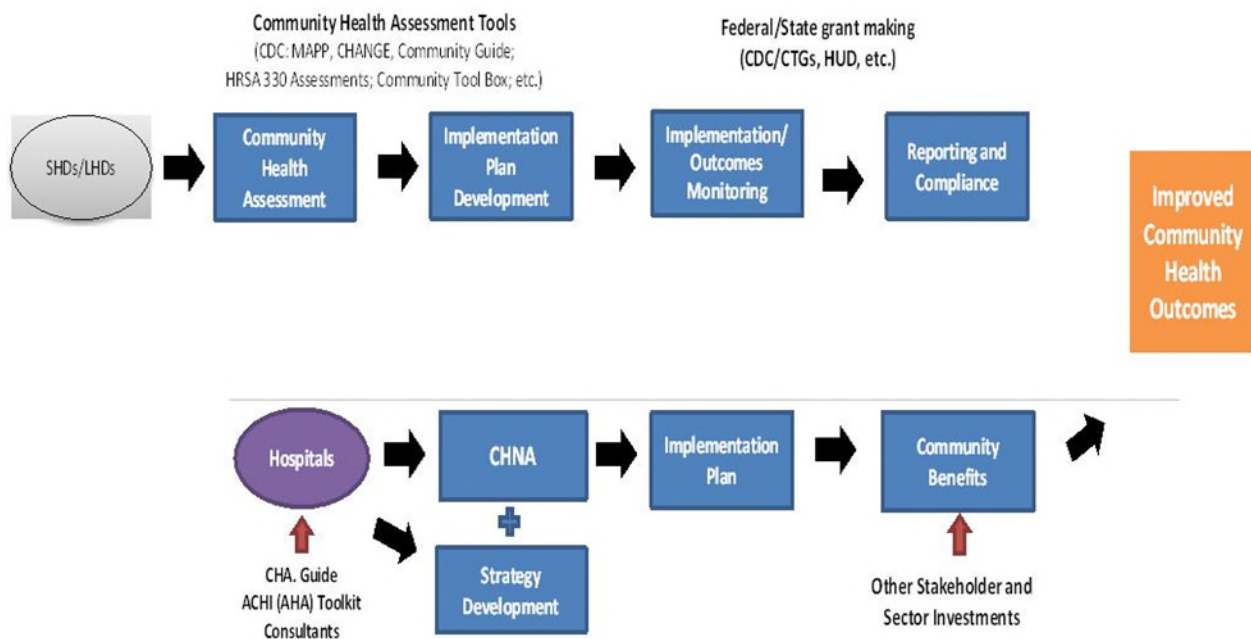 Community Health Assessment Tools
(CDC: MAPP, CHANGE, Community Guide;
HRSA 330 Assessments; Community Tool Box; etc.)
Federal/State grant making
(CDC/CTGs, HUD, etc.)
SHDs/LHDs
Community
Health
Assessment
Implementation
Plan
Development
Implementation/
Outcomes
Monitoring
Reporting and
Compliance
Improved
Community
Health
Outcomes
Hospitals
CHNA
Implementation
Plan
Community
Benefits
CHA. Guide
ACHI (AHA) Toolkit
Consultants
Strategy
Development
Other Stakeholder and
Sector Investments